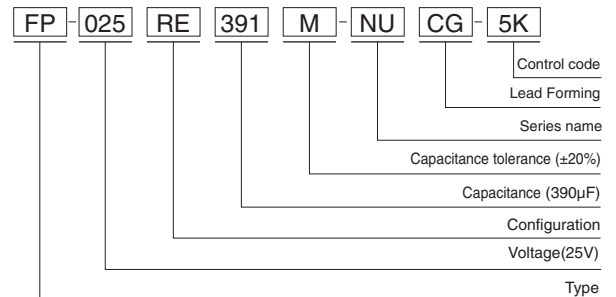 FP-025 RE 391 M-NU CG-5K
Control code
Lead Forming
Series name
Capacitance tolerance (±20%)
Capacitance (390µF)
Configuration
Voltage(25V)
Type